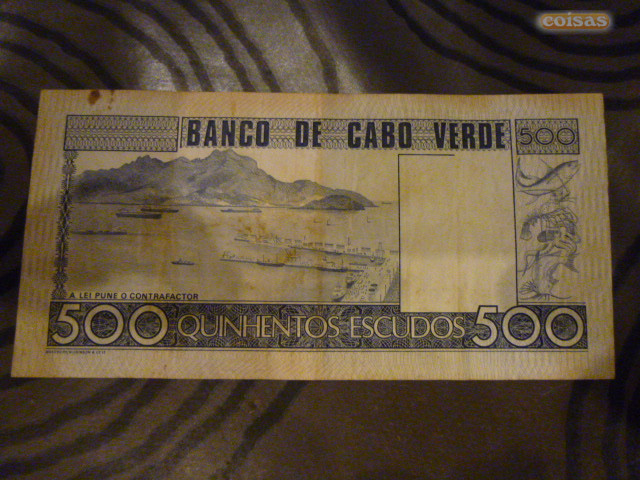 coisas
BANCO DE CABO VERDE 500
A LEI PUNE O CONTRAFACTOR
500 QUINHENTOS ESCUDOS 500